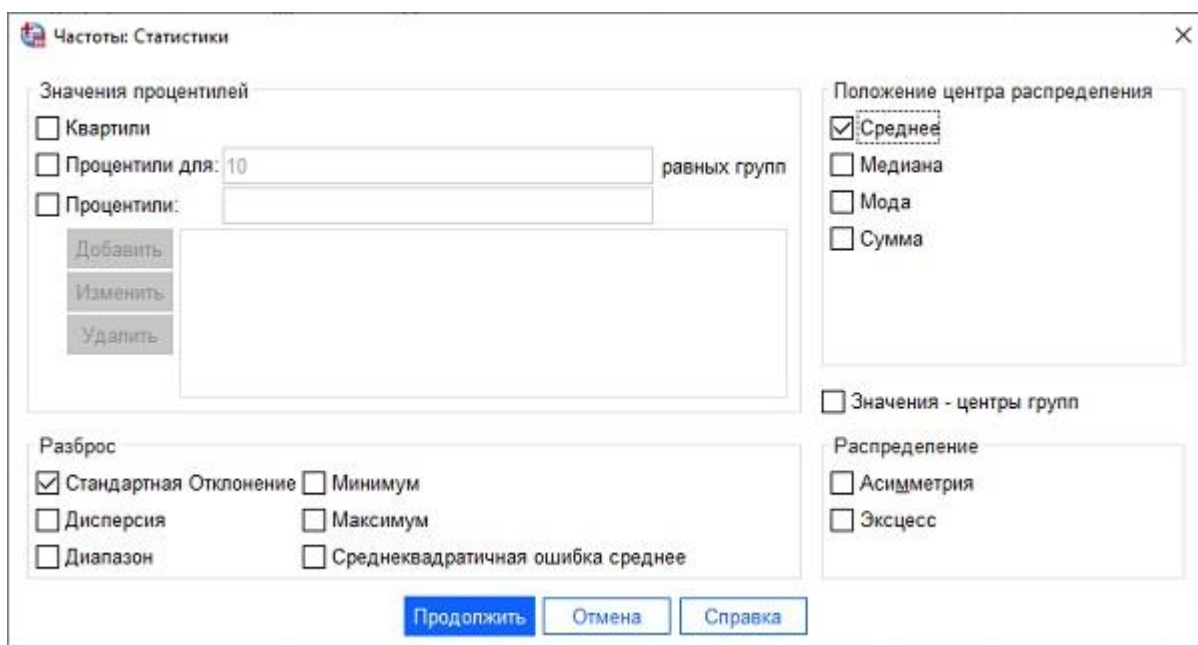 Частоты: Статистики
Значения процентилей
Квартили
Процентили для: 10 равных групп
Процентили:
Добавить
Изменить
Удалить
Положение центра распределения
Среднее
Медиана
Мода
Сумма
Значения - центры групп
Разброс
Стандартная Отклонение Минимум
Дисперсия Максимум
Диапазон Среднеквадратичная ошибка среднее
Распределение
Асимметрия
Эксцесс
Продолжить Отмена Справка